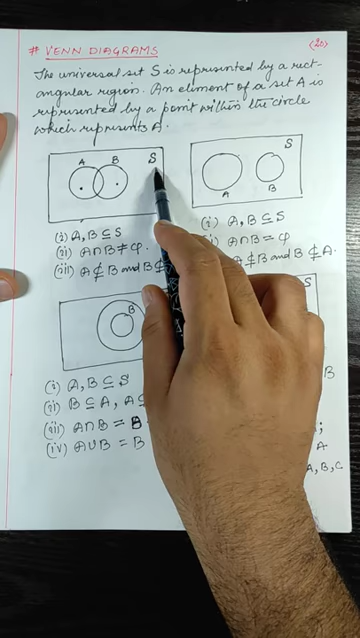 # VENN DIAGRAMS
(20)
The universal set S is represented by a rect-
angular region. An element of a set A is
represented by a point within the circle
which represents A.
A B S
(i) A, B ⊆ S
(ii) A∩B ≠ φ.
(iii) A ⊄ B and B ⊄
S
A B
(i) A, B ⊆ S
(ii) A∩B = φ
A ⊄ B and B ⊄ A.
B
(i) A, B ⊆ S
(ii) B ⊆ A, A
(iii) A∩B = B
(iv) A∪B = B
S
B
;
A
A, B, C